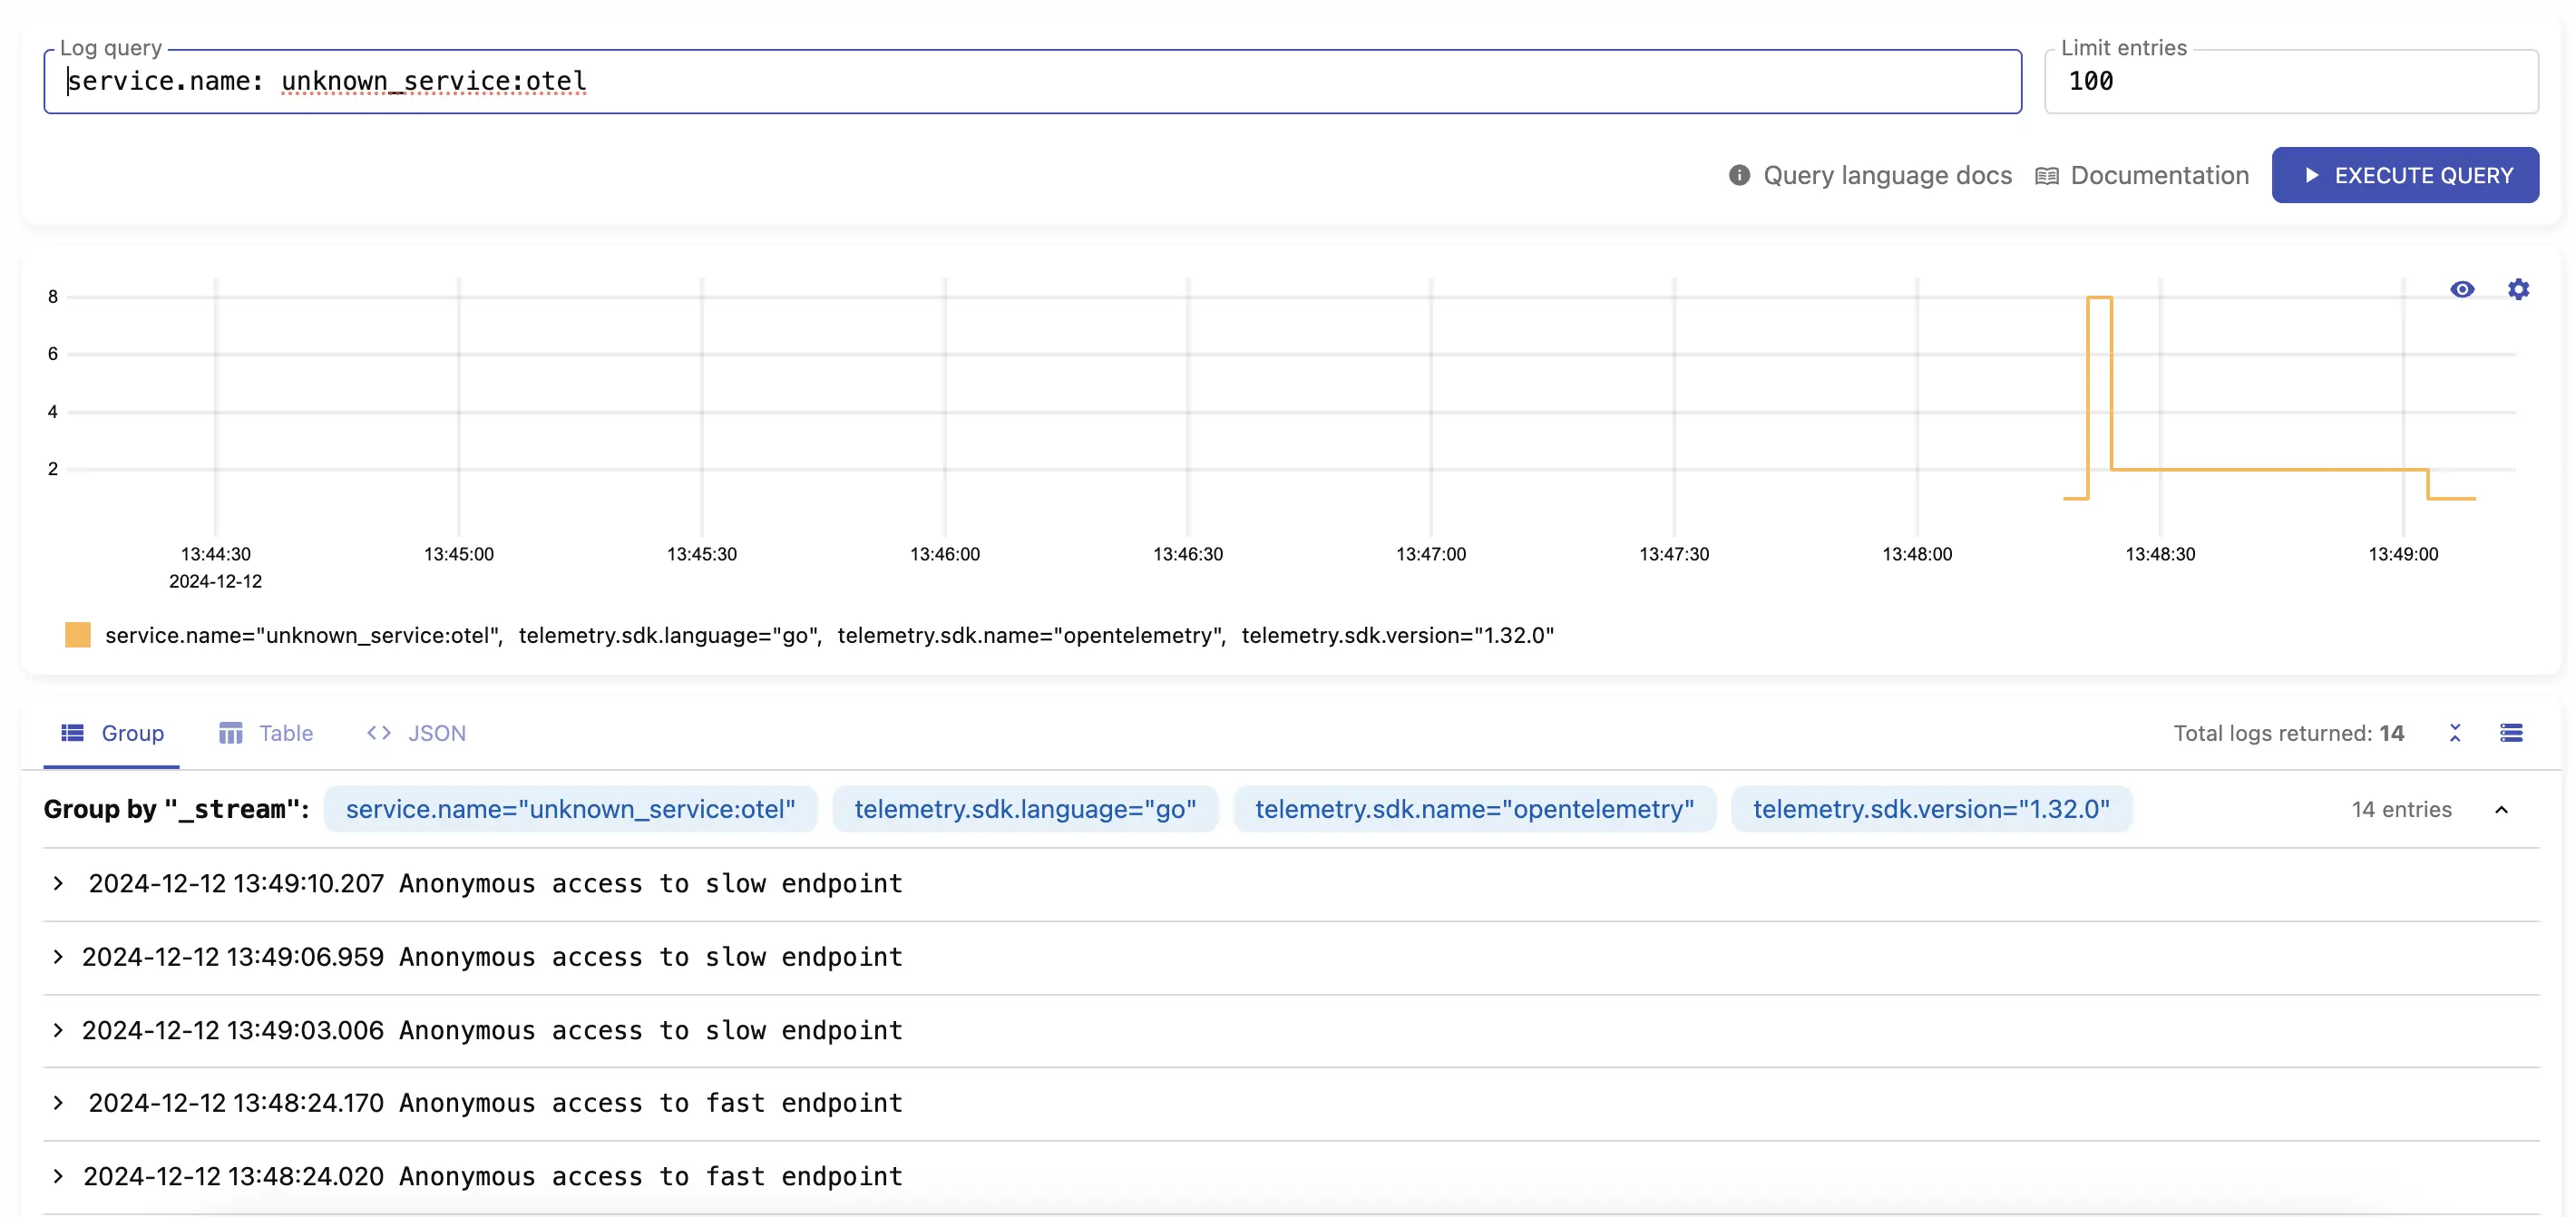 Log query
service.name: unknown_service:otel
Limit entries
100
Query language docs
Documentation
EXECUTE QUERY
8
6
4
2
13:44:30 13:45:00 13:45:30 13:46:00 13:46:30 13:47:00 13:47:30 13:48:00 13:48:30 13:49:00
2024-12-12
service.name="unknown_service:otel", telemetry.sdk.language="go", telemetry.sdk.name="opentelemetry", telemetry.sdk.version="1.32.0"
Group Table JSON Total logs returned: 14
Group by "_stream": service.name="unknown_service:otel" telemetry.sdk.language="go" telemetry.sdk.name="opentelemetry" telemetry.sdk.version="1.32.0" 14 entries
2024-12-12 13:49:10.207 Anonymous access to slow endpoint
2024-12-12 13:49:06.959 Anonymous access to slow endpoint
2024-12-12 13:49:03.006 Anonymous access to slow endpoint
2024-12-12 13:48:24.170 Anonymous access to fast endpoint
2024-12-12 13:48:24.020 Anonymous access to fast endpoint